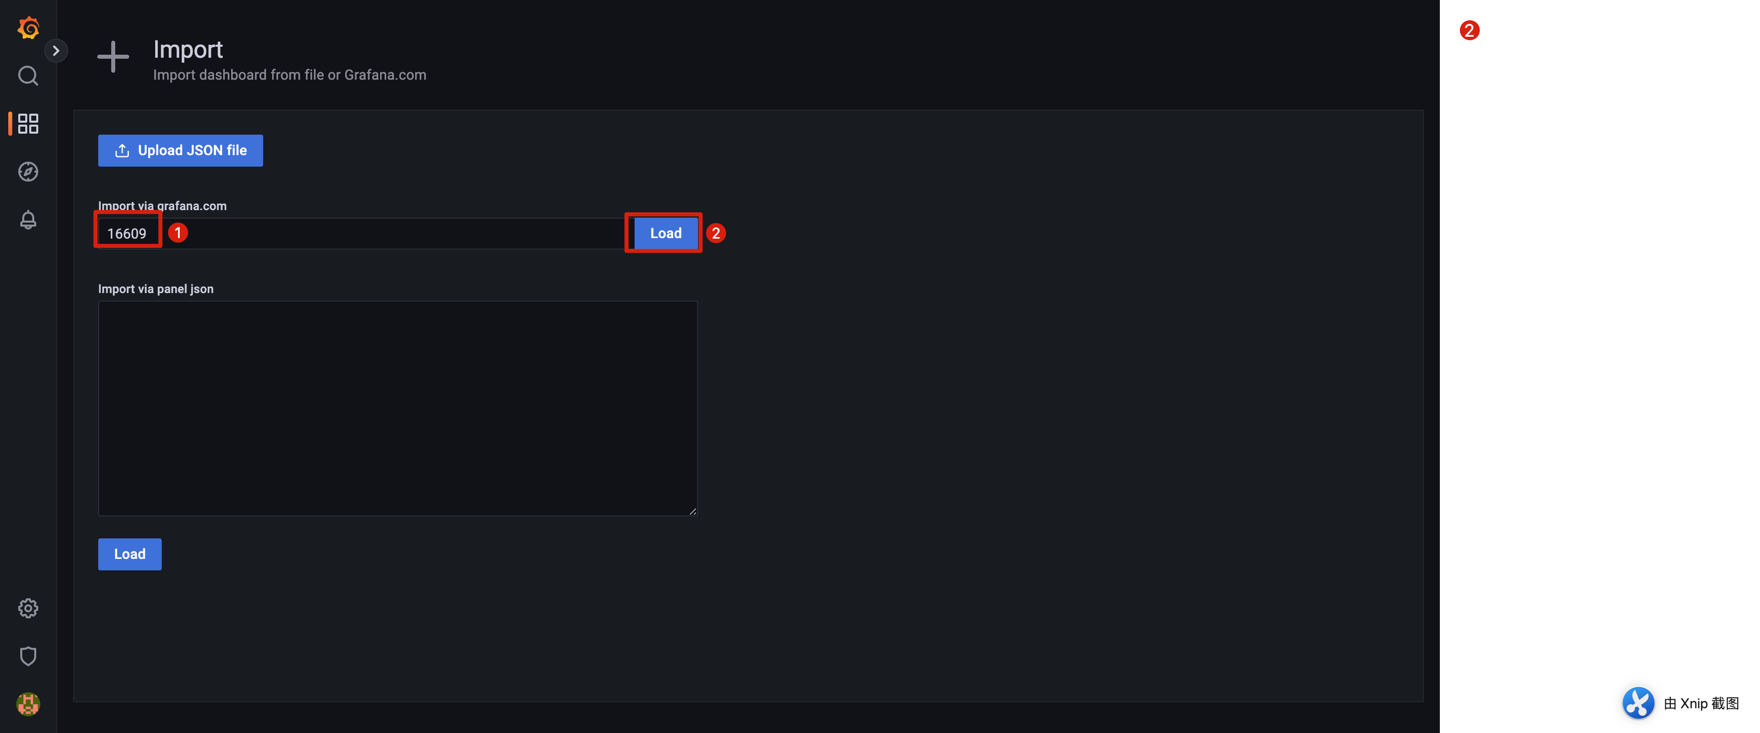 Import
Import dashboard from file or Grafana.com
2
Upload JSON file
Import via grafana.com
16609
1
Load
2
Import via panel json
Load
由 Xnip 截图